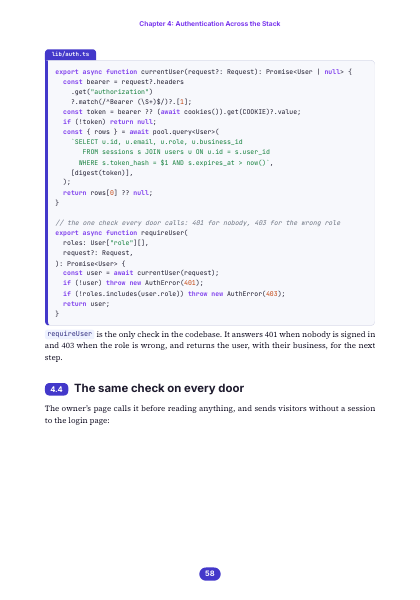 Chapter 4: Authentication Across the Stack
lib/auth.ts
export async function currentUser(request?: Request): Promise<User | null> {
  const bearer = request?.headers
    .get("authorization")
    ?.match(/^Bearer (\S+)$/)?.[1];
  const token = bearer ?? (await cookies()).get(COOKIE)?.value;
  if (!token) return null;
  const { rows } = await pool.query<User>(
    `SELECT u.id, u.email, u.role, u.business_id
       FROM sessions s JOIN users u ON u.id = s.user_id
      WHERE s.token_hash = $1 AND s.expires_at > now()`,
    [digest(token)],
  );
  return rows[0] ?? null;
}
// the one check every door calls: 401 for nobody, 403 for the wrong role
export async function requireUser(
  roles: User["role"][],
  request?: Request,
): Promise<User> {
  const user = await currentUser(request);
  if (!user) throw new AuthError(401);
  if (!roles.includes(user.role)) throw new AuthError(403);
  return user;
}
requireUser is the only check in the codebase. It answers 401 when nobody is signed in
and 403 when the role is wrong, and returns the user, with their business, for the next
step.
4.4 The same check on every door
The owner’s page calls it before reading anything, and sends visitors without a session
to the login page:
58